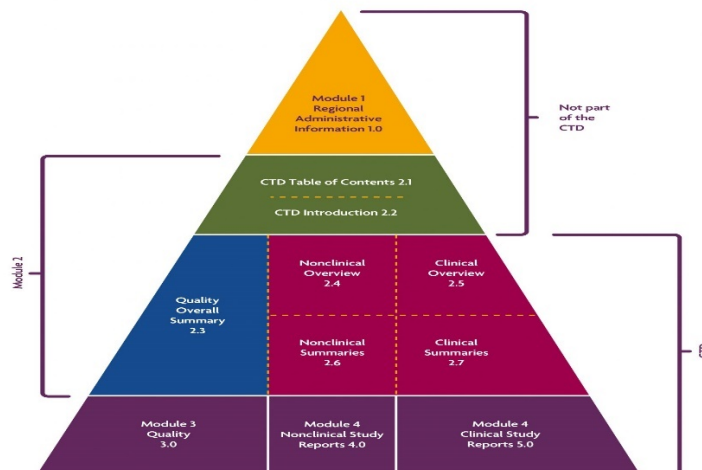 Module 1
Regional
Administrative
Information 1.0
Not part
of the
CTD
CTD Table of Contents 2.1
CTD Introduction 2.2
Module 2
Quality
Overall
Summary
2.3
Nonclinical
Overview
2.4
Clinical
Overview
2.5
Nonclinical
Summaries
2.6
Clinical
Summaries
2.7
CTD
Module 3
Quality
3.0
Module 4
Nonclinical Study
Reports 4.0
Module 4
Clinical Study
Reports 5.0